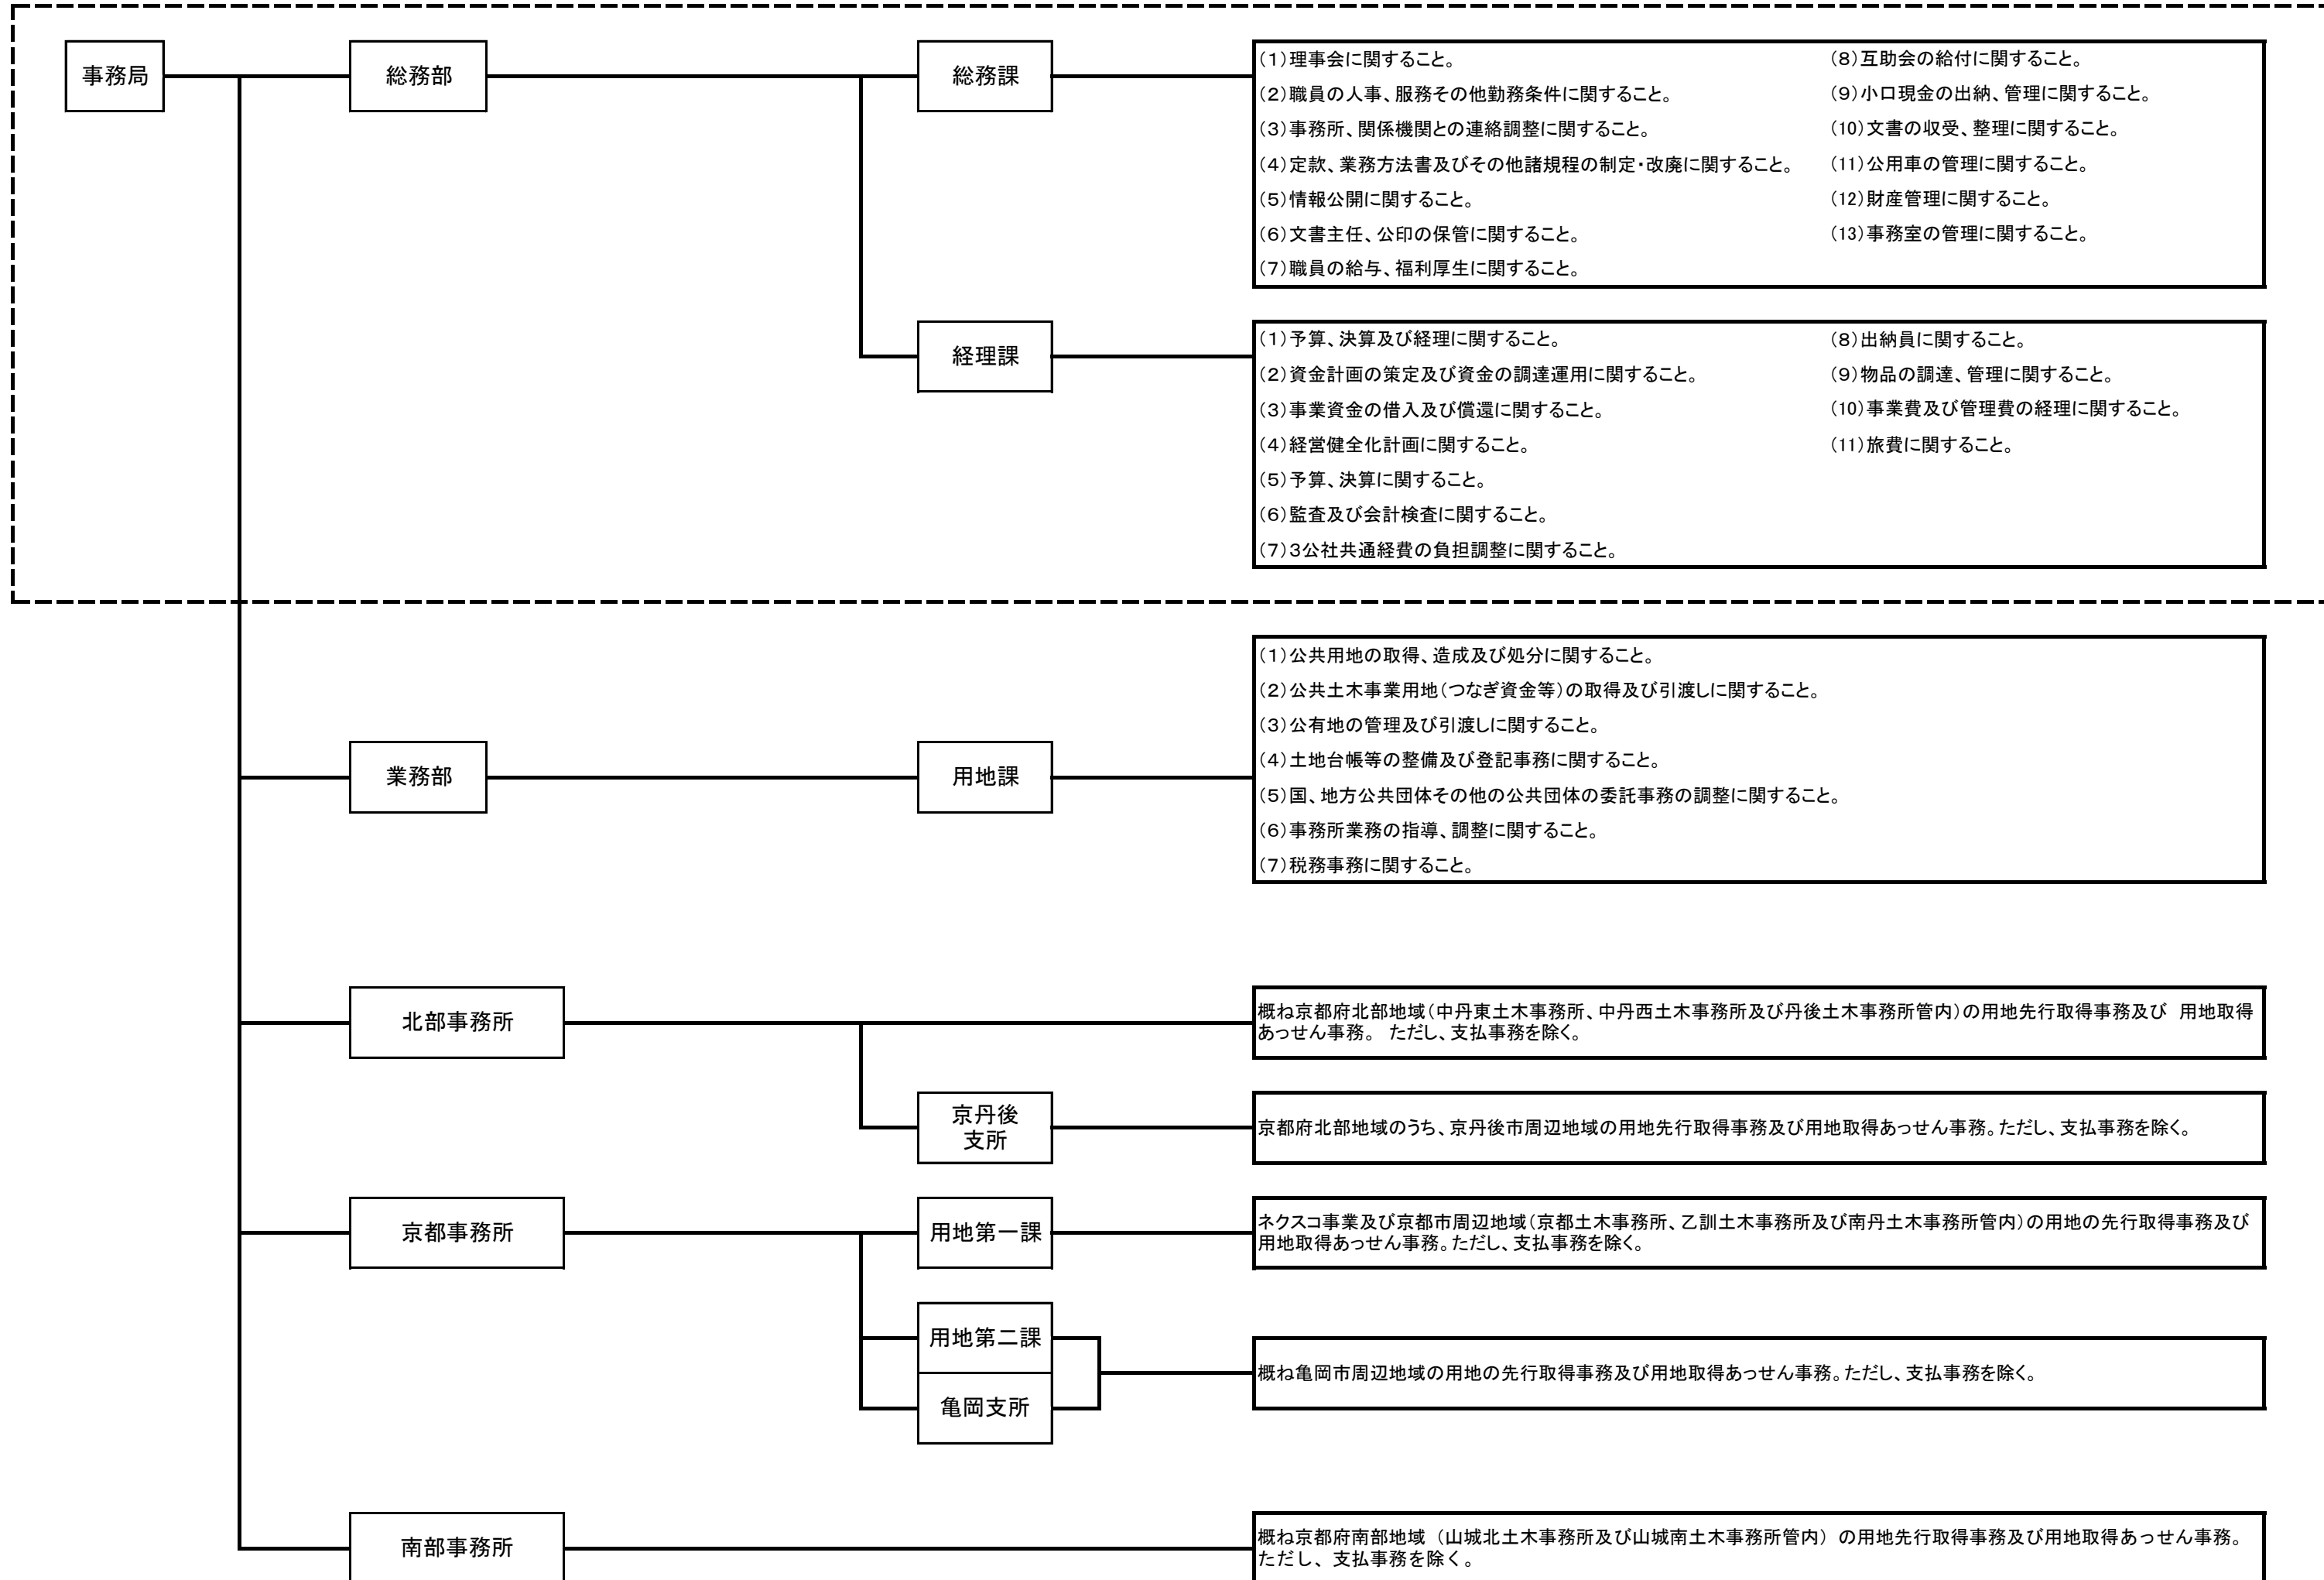 事務局
総務部
総務課
（１）理事会に関すること。
（２）職員の人事、服務その他勤務条件に関すること。
（３）事務所、関係機関との連絡調整に関すること。
（４）定款、業務方法書及びその他諸規程の制定・改廃に関すること。
（５）情報公開に関すること。
（６）文書主任、公印の保管に関すること。
（７）職員の給与、福利厚生に関すること。
（８）互助会の給付に関すること。
（９）小口現金の出納、管理に関すること。
（10）文書の収受、整理に関すること。
（11）公用車の管理に関すること。
（12）財産管理に関すること。
（13）事務室の管理に関すること。
経理課
（１）予算、決算及び経理に関すること。
（２）資金計画の策定及び資金の調達運用に関すること。
（３）事業資金の借入及び償還に関すること。
（４）経営健全化計画に関すること。
（５）予算、決算に関すること。
（６）監査及び会計検査に関すること。
（７）３公社共通経費の負担調整に関すること。
（８）出納員に関すること。
（９）物品の調達、管理に関すること。
（10）事業費及び管理費の経理に関すること。
（11）旅費に関すること。
業務部
用地課
（１）公共用地の取得、造成及び処分に関すること。
（２）公共土木事業用地（つなぎ資金等）の取得及び引渡しに関すること。
（３）公有地の管理及び引渡しに関すること。
（４）土地台帳等の整備及び登記事務に関すること。
（５）国、地方公共団体その他の公共団体の委託事務の調整に関すること。
（６）事務所業務の指導、調整に関すること。
（７）税務事務に関すること。
北部事務所
概ね京都府北部地域（中丹東土木事務所、中丹西土木事務所及び丹後土木事務所管内）の用地先行取得事務及び　用地取得
あっせん事務。　ただし、支払事務を除く。
京丹後
支所
京都府北部地域のうち、京丹後市周辺地域の用地先行取得事務及び用地取得あっせん事務。ただし、支払事務を除く。
京都事務所
用地第一課
ネクスコ事業及び京都市周辺地域（京都土木事務所、乙訓土木事務所及び南丹土木事務所管内）の用地の先行取得事務及び
用地取得あっせん事務。ただし、支払事務を除く。
用地第二課
亀岡支所
概ね亀岡市周辺地域の用地の先行取得事務及び用地取得あっせん事務。ただし、支払事務を除く。
南部事務所
概ね京都府南部地域（山城北土木事務所及び山城南土木事務所管内）の用地先行取得事務及び用地取得あっせん事務。
ただし、支払事務を除く。